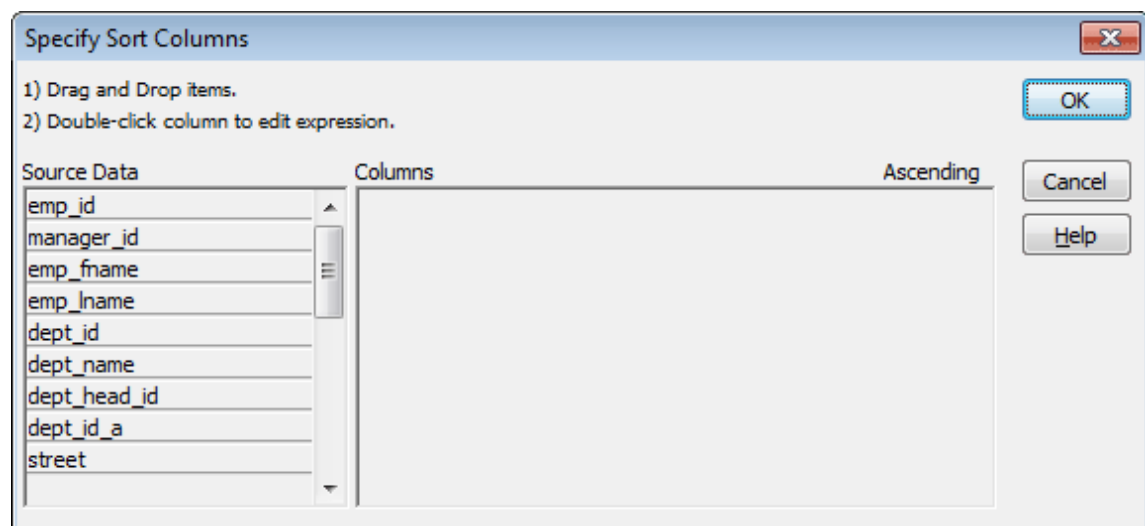 Specify Sort Columns
1) Drag and Drop items.
2) Double-click column to edit expression.
OK
Source Data
Columns
Ascending
Cancel
Help
emp_id
manager_id
emp_fname
emp_lname
dept_id
dept_name
dept_head_id
dept_id_a
street